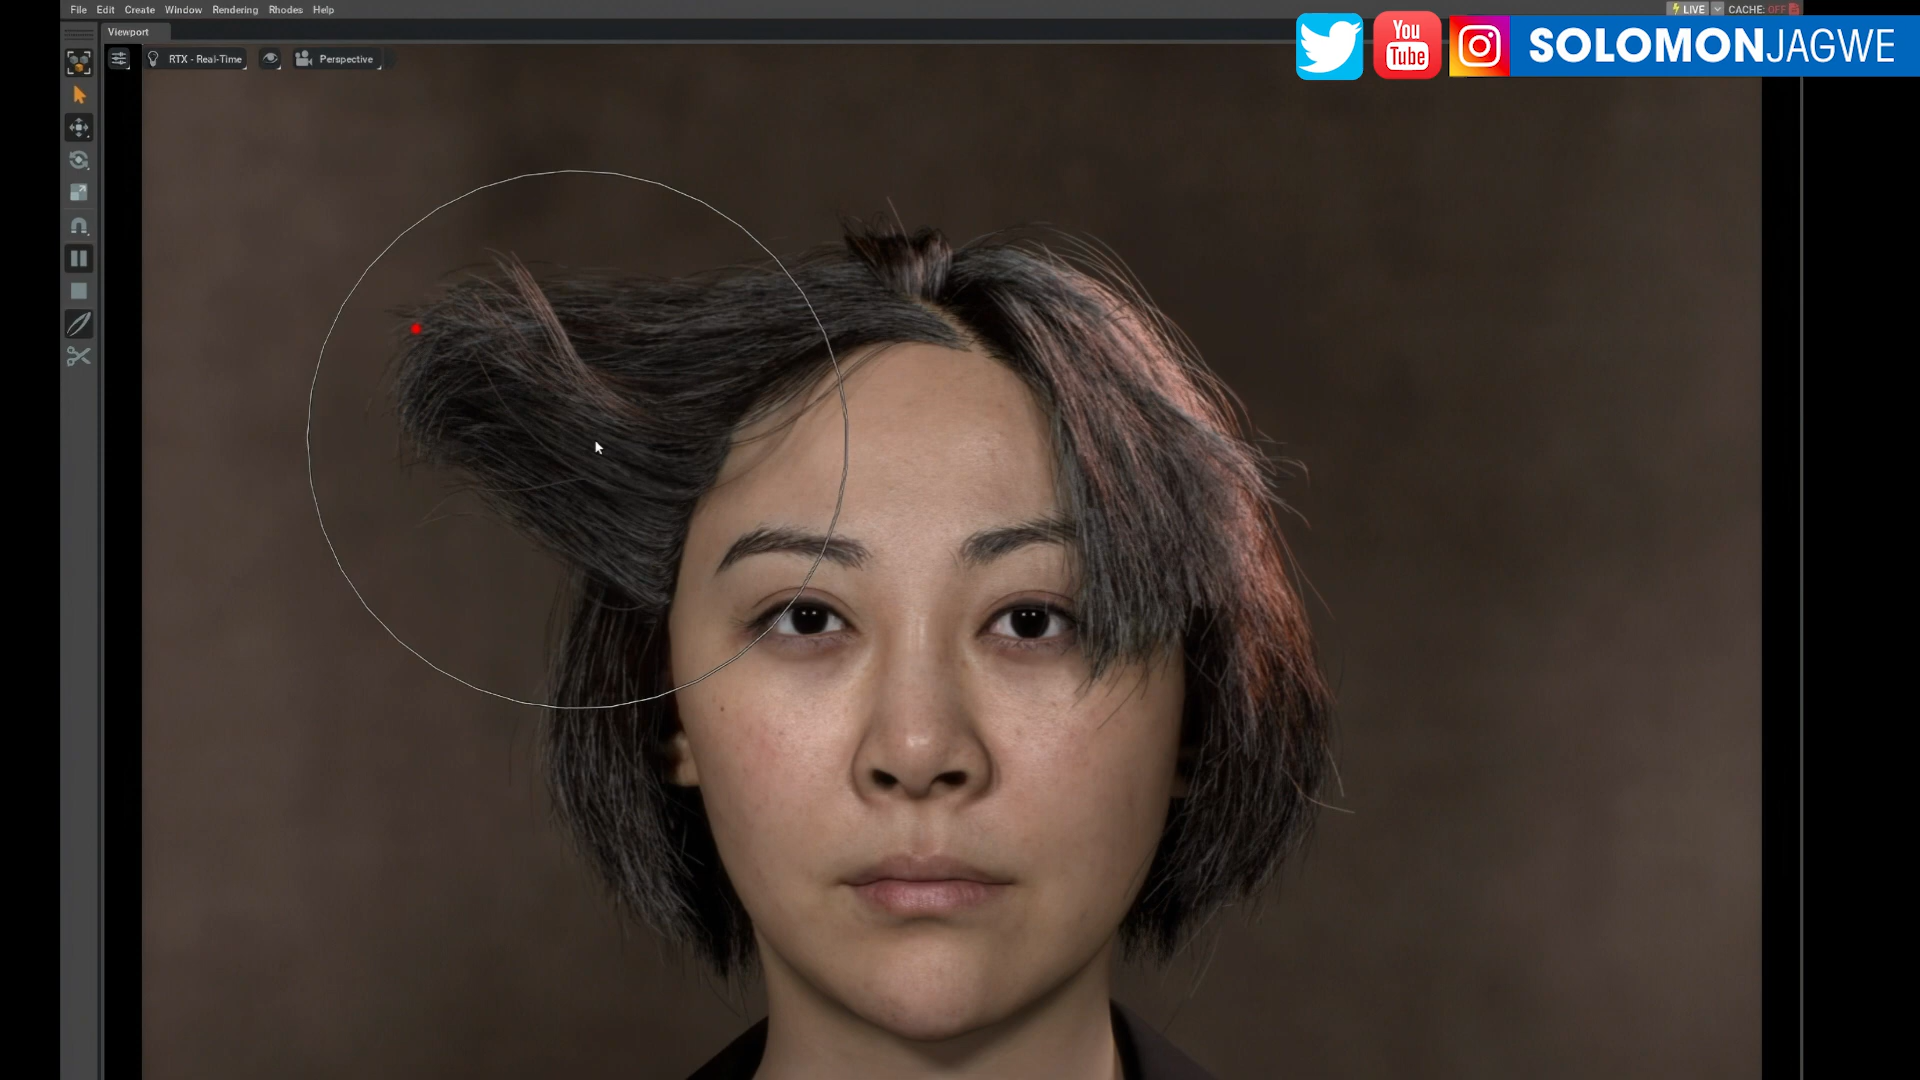 File Edit Create Window Rendering Rhodes Help
LIVE CACHE: OFF
Viewport
RTX - Real-Time Perspective
You
Tube
SOLOMONJAGWE